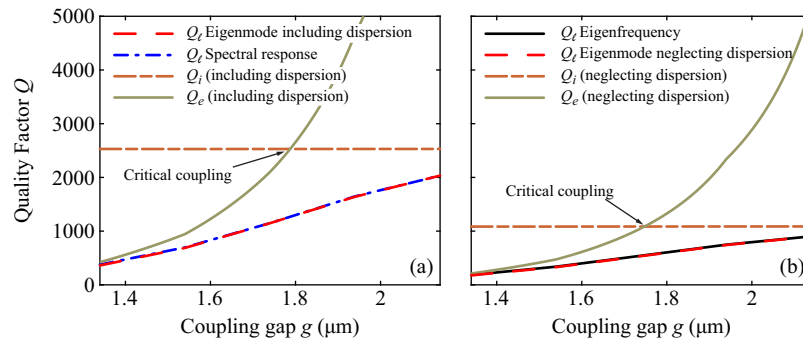 Quality Factor Q
5000
4000
3000
2000
1000
0
Qℓ Eigenmode including dispersion
Qℓ Spectral response
Qi (including dispersion)
Qe (including dispersion)
Critical coupling
(a)
1.4
1.6
1.8
2
Coupling gap g (μm)
Qℓ Eigenfrequency
Qℓ Eigenmode neglecting dispersion
Qi (neglecting dispersion)
Qe (neglecting dispersion)
Critical coupling
(b)
1.4
1.6
1.8
2
Coupling gap g (μm)